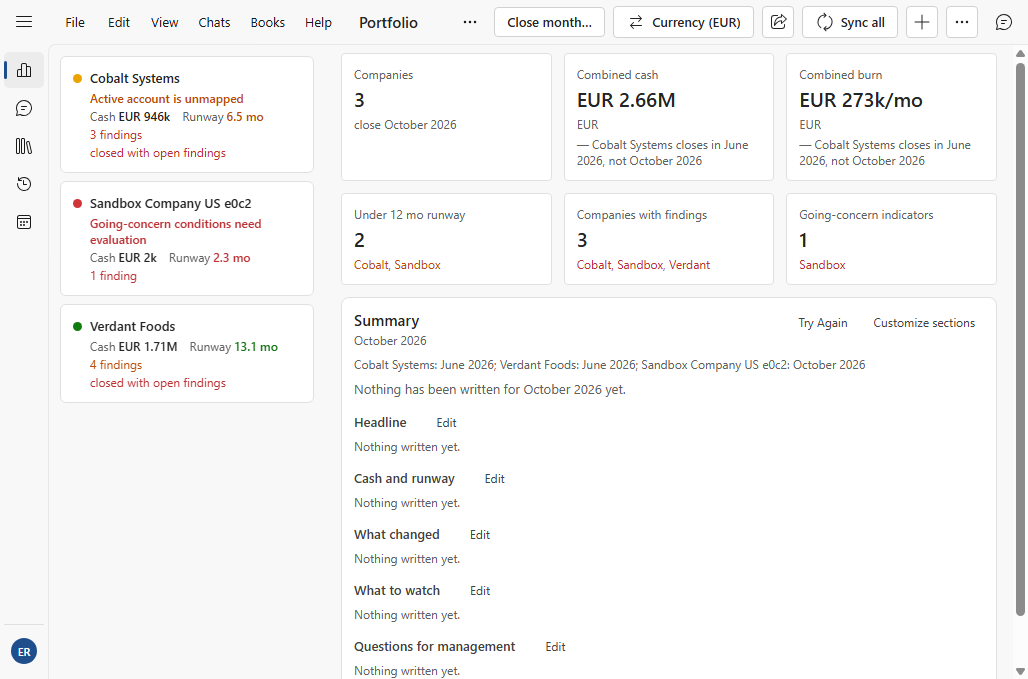 File Edit View Chats Books Help Portfolio ... Close month... Currency (EUR) Sync all ...
Cobalt Systems
Active account is unmapped
Cash EUR 946k Runway 6.5 mo
3 findings
closed with open findings
Sandbox Company US e0c2
Going-concern conditions need
evaluation
Cash EUR 2k Runway 2.3 mo
1 finding
Verdant Foods
Cash EUR 1.71M Runway 13.1 mo
4 findings
closed with open findings
ER
Companies
3
close October 2026
Combined cash
EUR 2.66M
EUR
— Cobalt Systems closes in June
2026, not October 2026
Combined burn
EUR 273k/mo
EUR
— Cobalt Systems closes in June
2026, not October 2026
Under 12 mo runway
2
Cobalt, Sandbox
Companies with findings
3
Cobalt, Sandbox, Verdant
Going-concern indicators
1
Sandbox
Summary Try Again Customize sections
October 2026
Cobalt Systems: June 2026; Verdant Foods: June 2026; Sandbox Company US e0c2: October 2026
Nothing has been written for October 2026 yet.
Headline Edit
Nothing written yet.
Cash and runway Edit
Nothing written yet.
What changed Edit
Nothing written yet.
What to watch Edit
Nothing written yet.
Questions for management Edit
Nothing written yet.